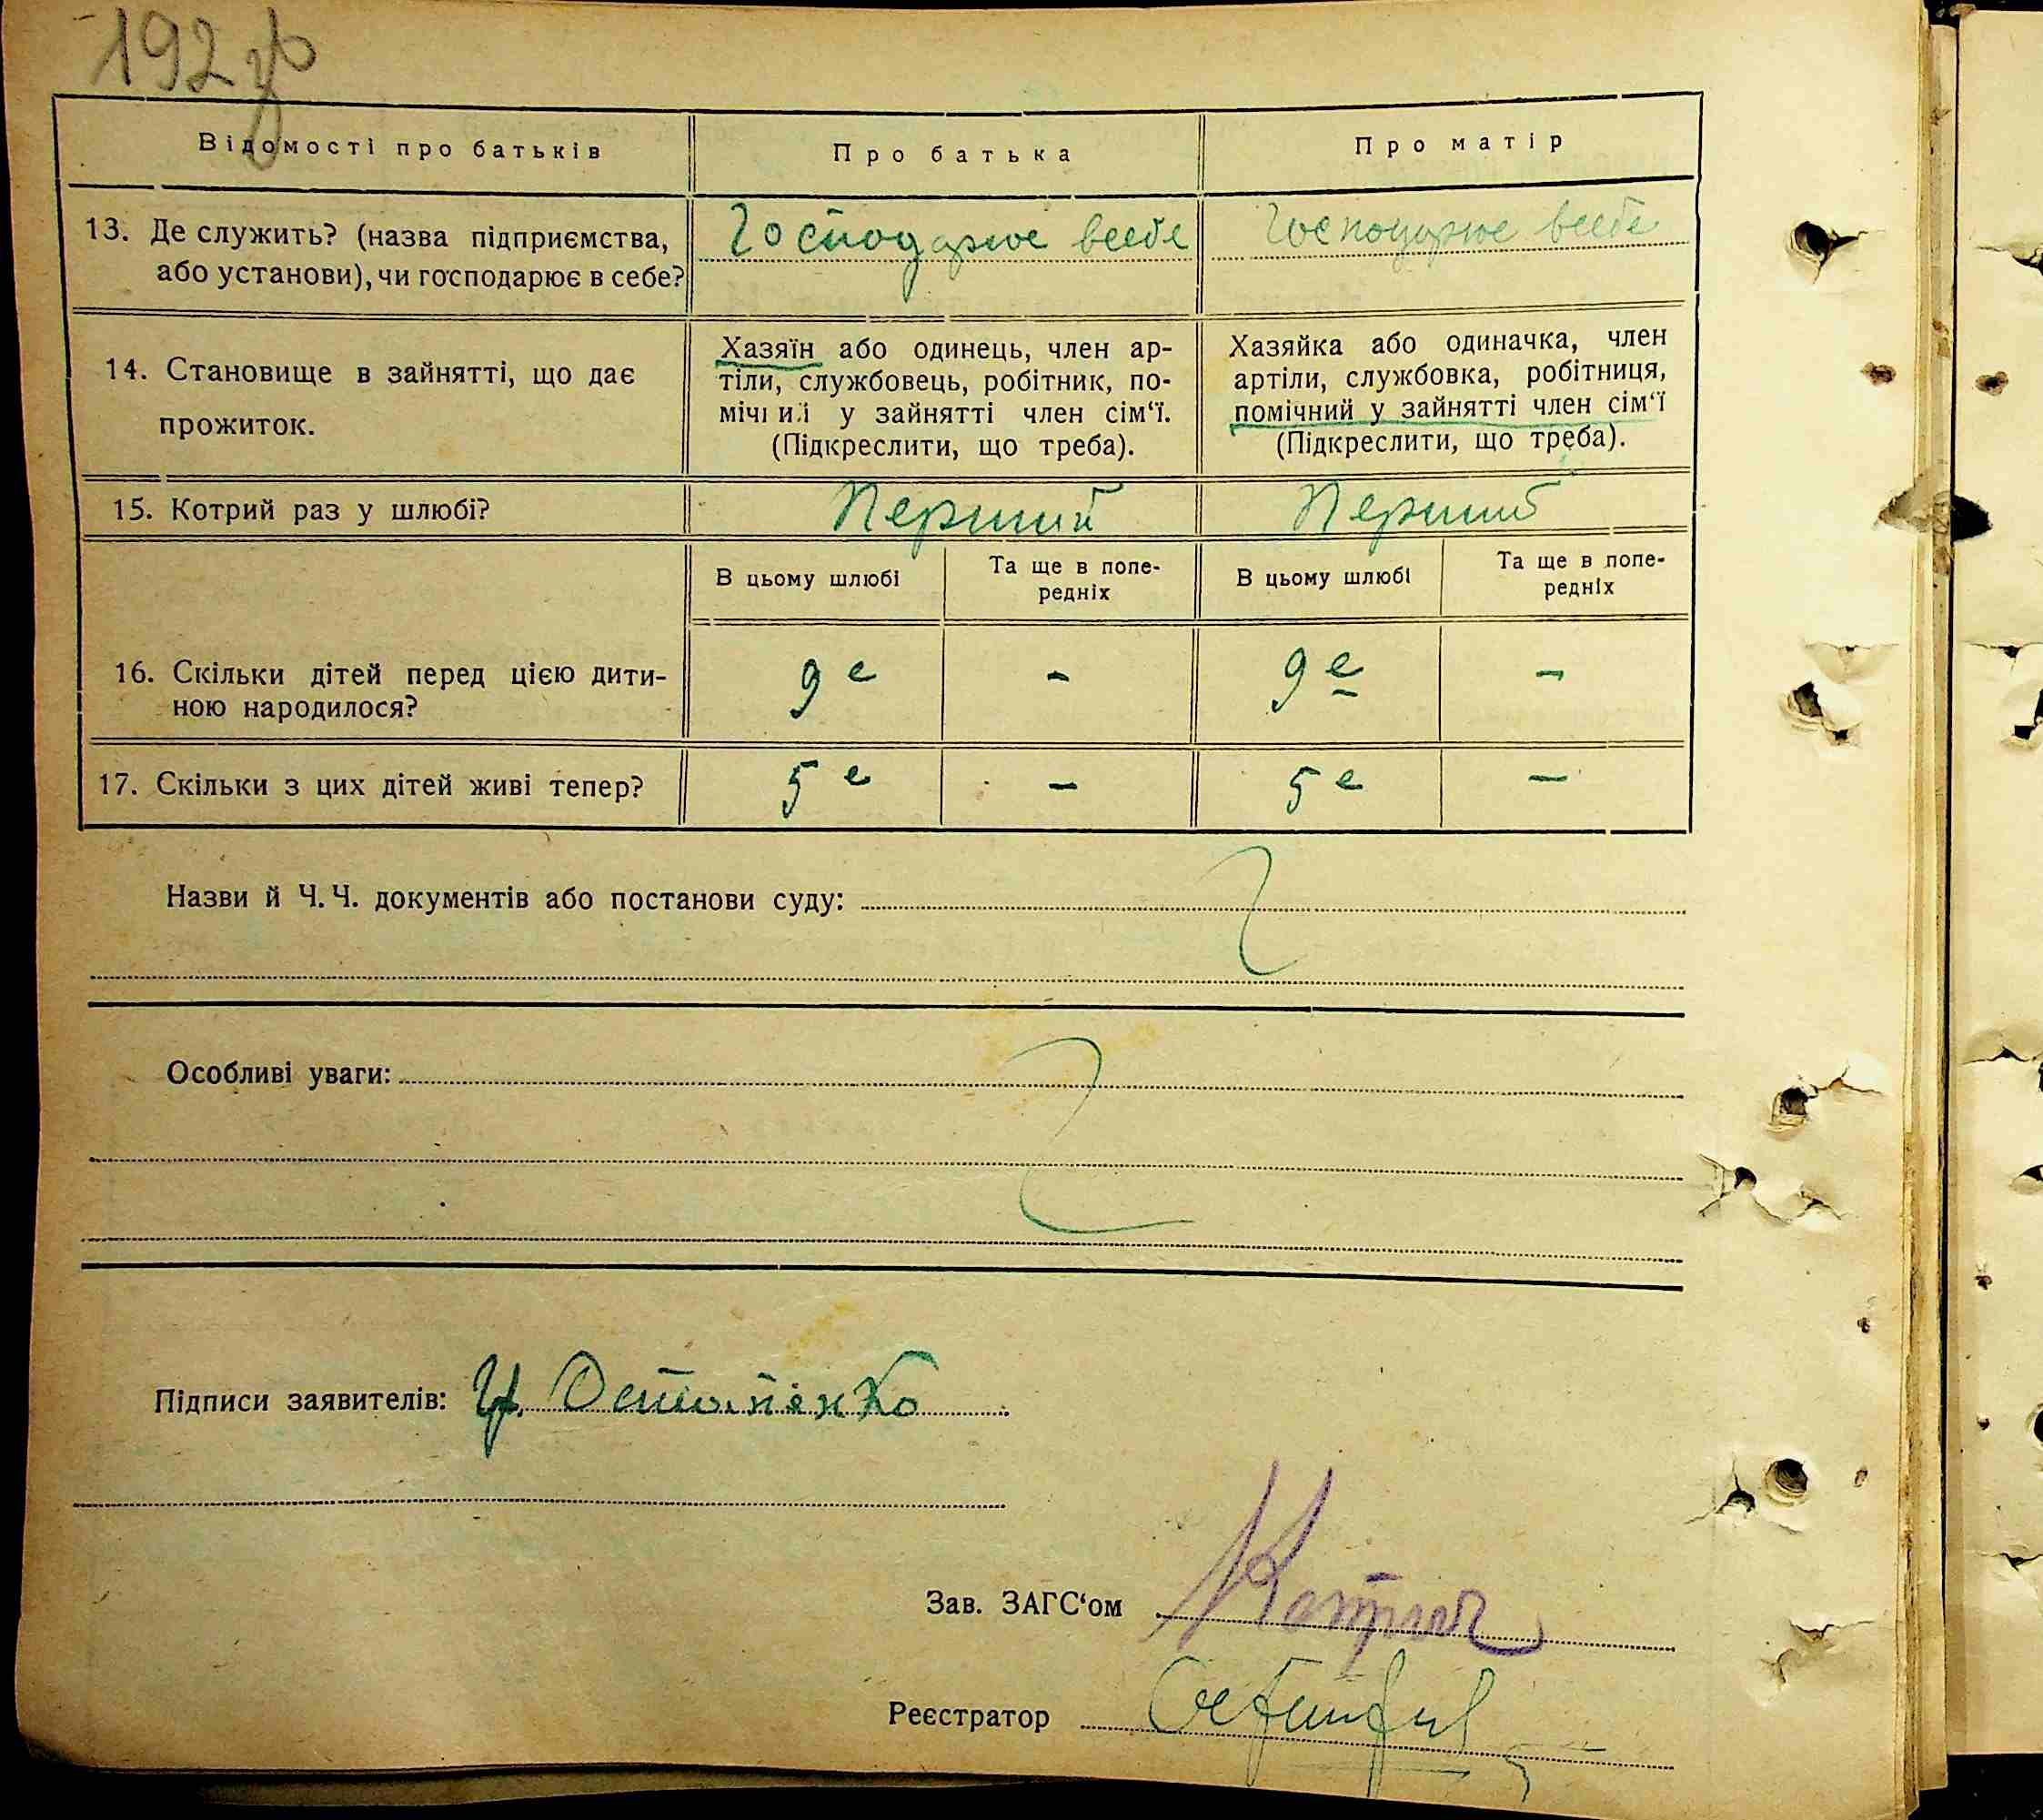 192
Відомості про батьків Про батька Про матір
13. Де служить? (назва підприємства, або установи), чи господарює в себе?
Господарює всебе Господарює всебе
14. Становище в зайнятті, що дає прожиток.
Хазяїн або одинець, член ар-
тіли, службовець, робітник, по-
мічний у зайнятті член сім‘ї.
(Підкреслити, що треба).
Хазяйка або одиначка, член
артіли, службовка, робітниця,
помічний у зайнятті член сім‘ї
(Підкреслити, що треба).
15. Котрий раз у шлюбі? Перший Перший
В цьому шлюбі Та ще в попе-
редніх
В цьому шлюбі Та ще в попе-
редніх
16. Скільки дітей перед цією дити-
ною народилося?
9е - 9е -
17. Скільки з цих дітей живі тепер? 5е - 5е -
Назви й Ч. Ч. документів або постанови суду:
Особливі уваги:
Підписи заявителів: Остапенко
Зав. ЗАГС‘ом
Реєстратор